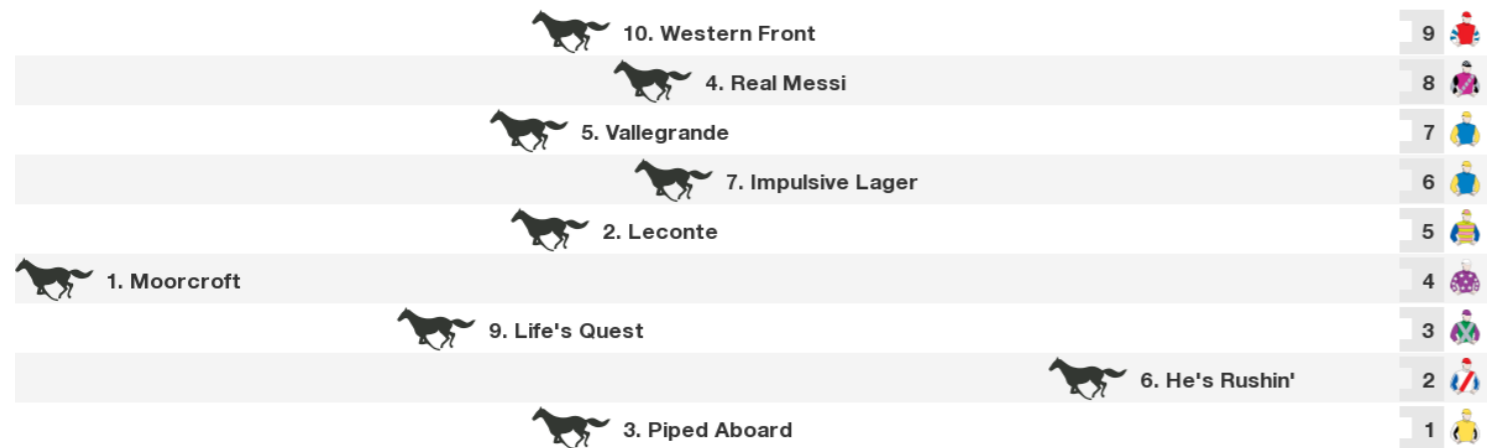 10. Western Front 9
4. Real Messi 8
5. Vallegrande 7
7. Impulsive Lager 6
2. Leconte 5
1. Moorcroft 4
9. Life's Quest 3
6. He's Rushin' 2
3. Piped Aboard 1